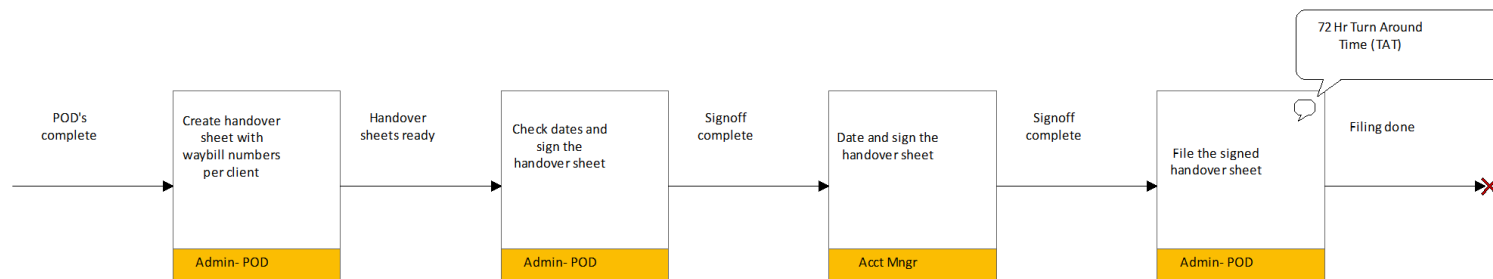 72 Hr Turn Around
Time (TAT)
POD's
complete
Create handover
sheet with
waybill numbers
per client
Admin- POD
Handover
sheets ready
Check dates and
sign the
handover sheet
Admin- POD
Signoff
complete
Date and sign the
handover sheet
Acct Mngr
Signoff
complete
File the signed
handover sheet
Admin- POD
Filing done